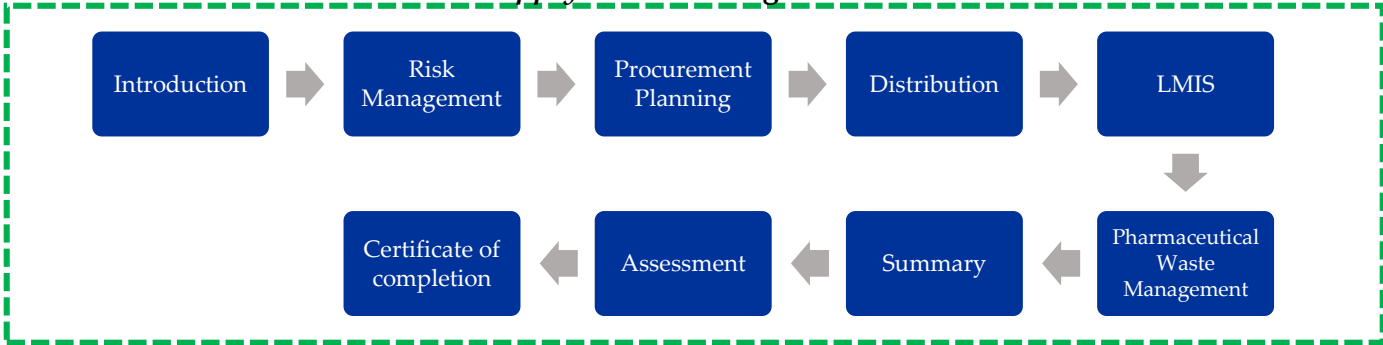 Introduction
Risk
Management
Procurement
Planning
Distribution
LMIS
Pharmaceutical
Waste
Management
Summary
Assessment
Certificate of
completion